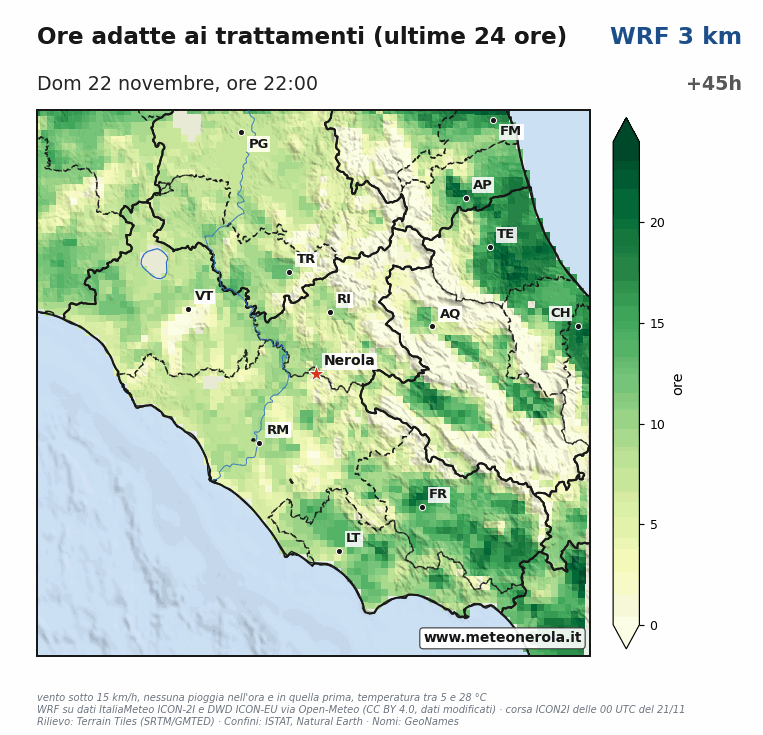 Ore adatte ai trattamenti (ultime 24 ore)
WRF 3 km
Dom 22 novembre, ore 22:00
+45h
FM
PG
AP
TE
TR
VT
RI
AQ
CH
Nerola
RM
FR
LT
20
15
10
5
0
ore
www.meteonerola.it
vento sotto 15 km/h, nessuna pioggia nell'ora e in quella prima, temperatura tra 5 e 28 °C
WRF su dati ItaliaMeteo ICON-2I e DWD ICON-EU via Open-Meteo (CC BY 4.0, dati modificati) · corsa ICON2I delle 00 UTC del 21/11
Rilievo: Terrain Tiles (SRTM/GMTED) · Confini: ISTAT, Natural Earth · Nomi: GeoNames